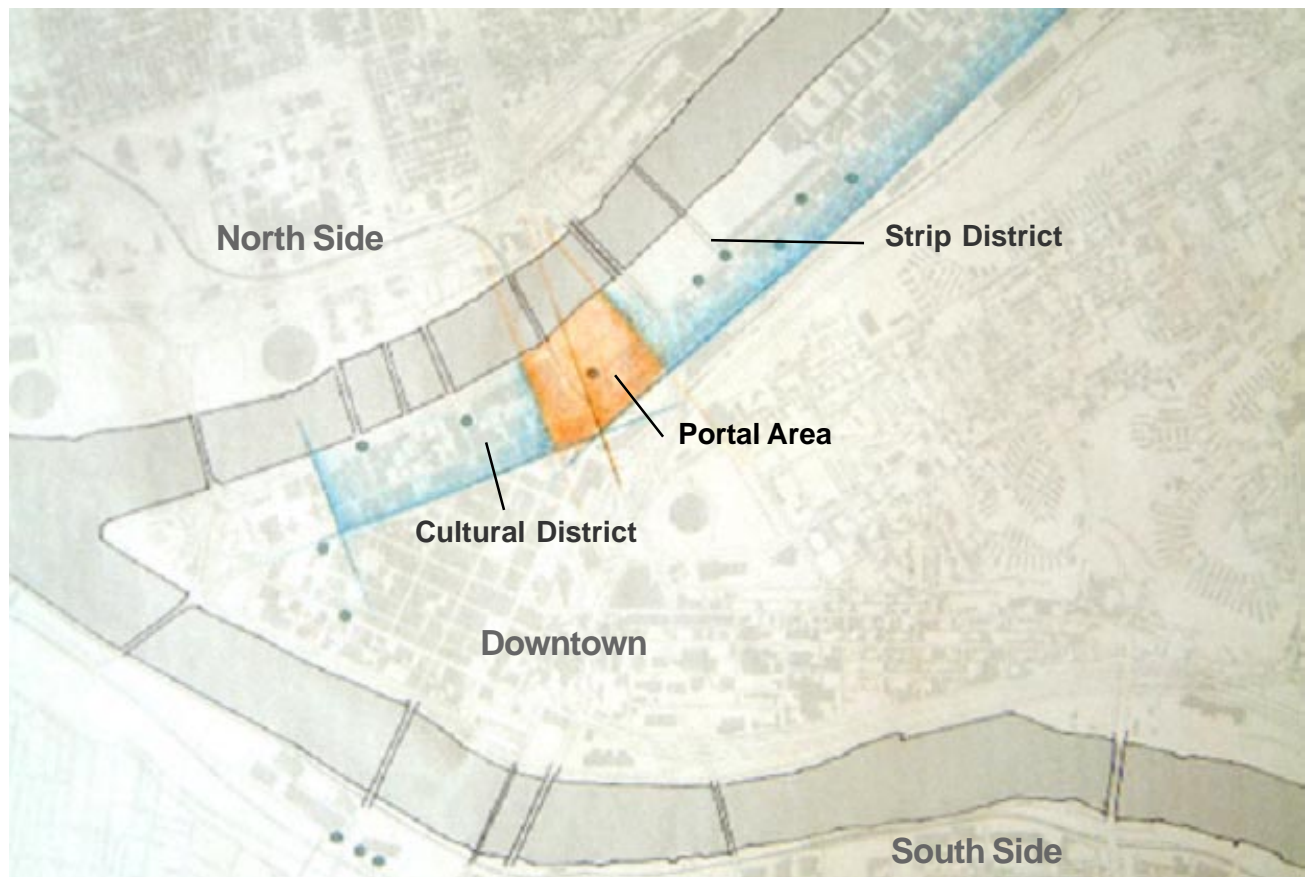 North Side
Strip District
Portal Area
Cultural District
Downtown
South Side